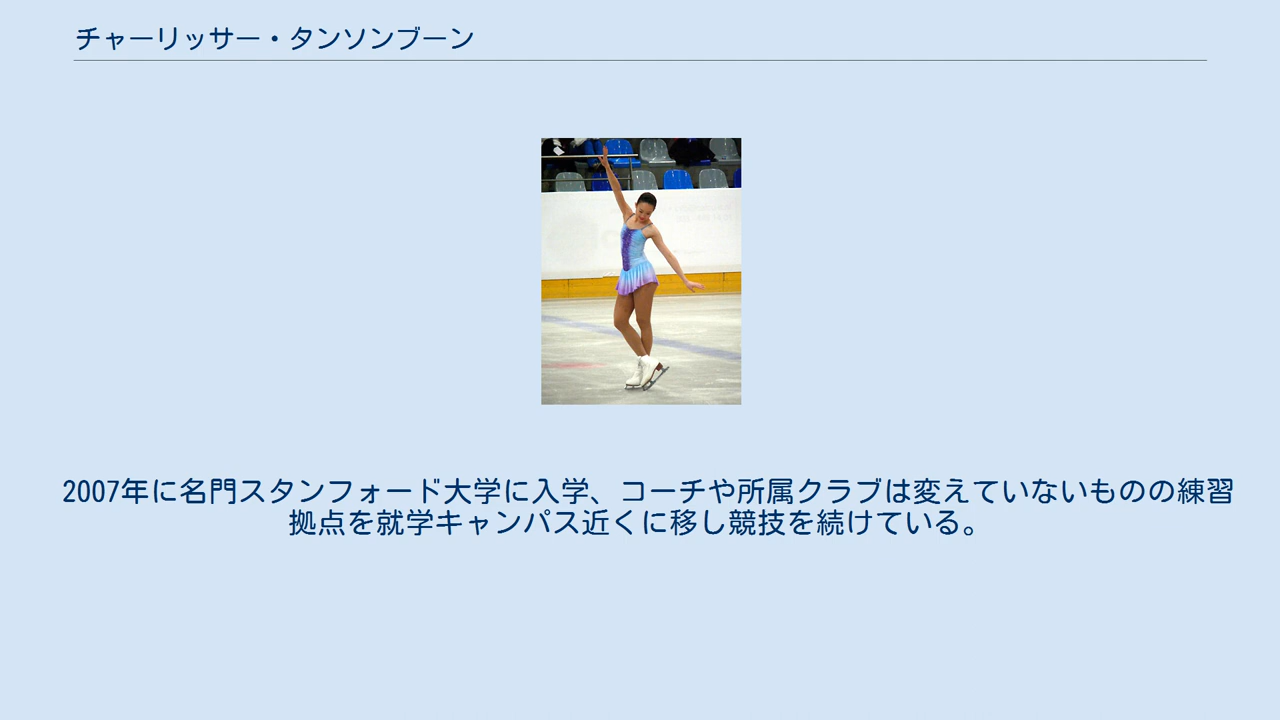 チャーリッサー・タンソンブーン
2007年に名門スタンフォード大学に入学、コーチや所属クラブは変えていないものの練習
拠点を就学キャンパス近くに移し競技を続けている。